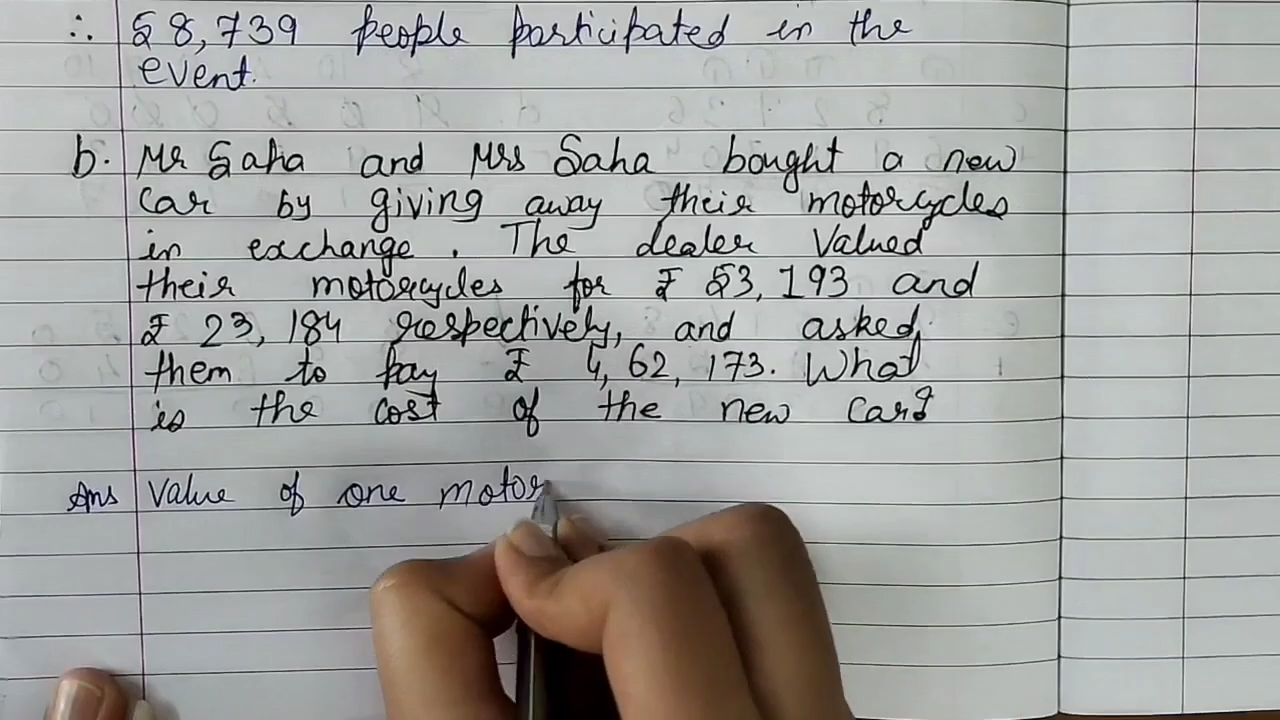 ∴ 58,739 people participated in the
event.
b. Mr Saha and Mrs Saha bought a new
car by giving away their motorcycles
in exchange. The dealer valued
their motorcycles for ₹ 53,193 and
₹ 23,184 respectively, and asked
them to pay ₹ 4,62,173. What
is the cost of the new car?
Ans Value of one motor